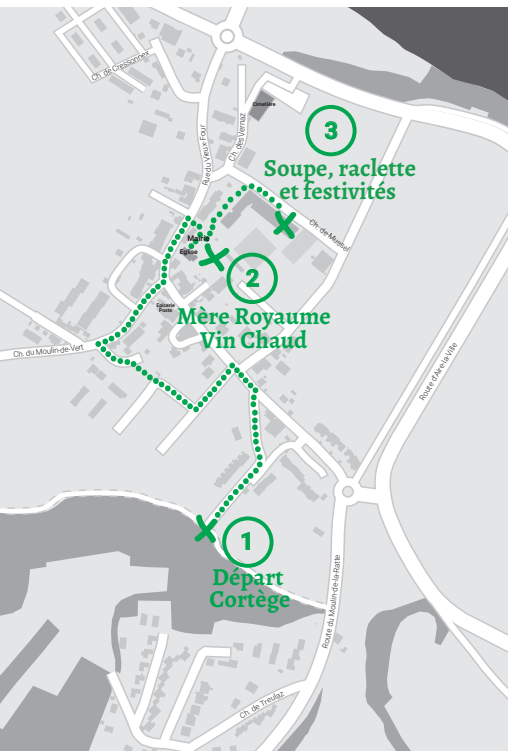 Ch. de Cressonnex
Cimetière
Ch. des Vernaz
Rue du Vieux-Four
3
Soupe, raclette
et festivités
Ch. de Mussel
Mairie
Eglise
2
Epicerie
Poste
Mère Royaume
Vin Chaud
Ch. du Moulin-de-Vert
Route d'Aire-la-Ville
1
Départ
Cortège
Route du Moulin-de-la-Ratte
Ch. de Treulaz